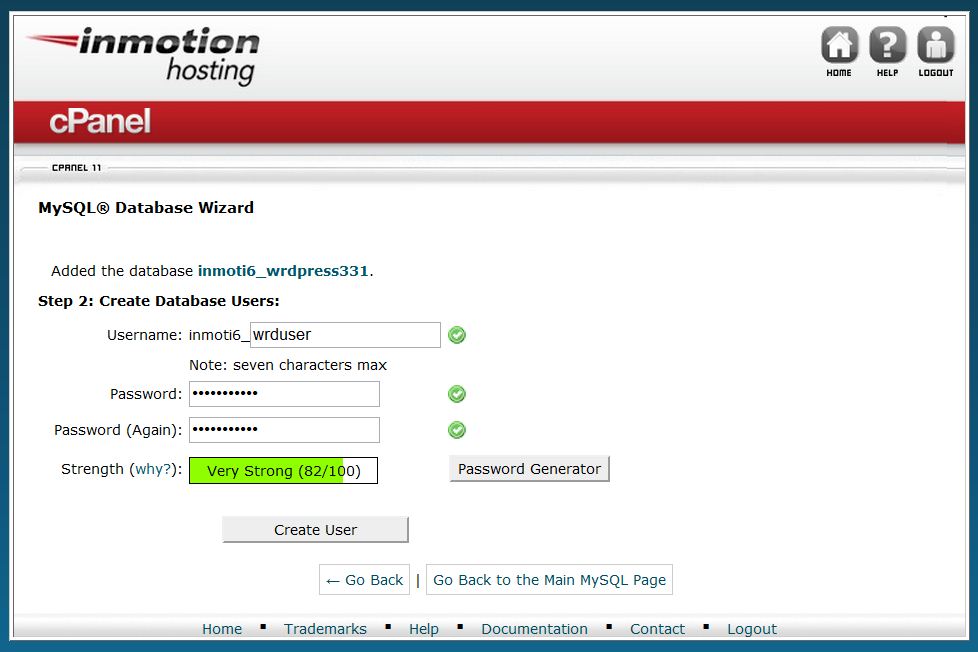 inmotion
hosting
HOME HELP LOGOUT
cPanel
CPANEL 11
MySQL® Database Wizard
Added the database inmoti6_wrdpress331.
Step 2: Create Database Users:
Username: inmoti6_ wrduser
Note: seven characters max
Password: •••••••••••
Password (Again): •••••••••••
Strength (why?): Very Strong (82/100) Password Generator
Create User
← Go Back | Go Back to the Main MySQL Page
Home ▪ Trademarks ▪ Help ▪ Documentation ▪ Contact ▪ Logout